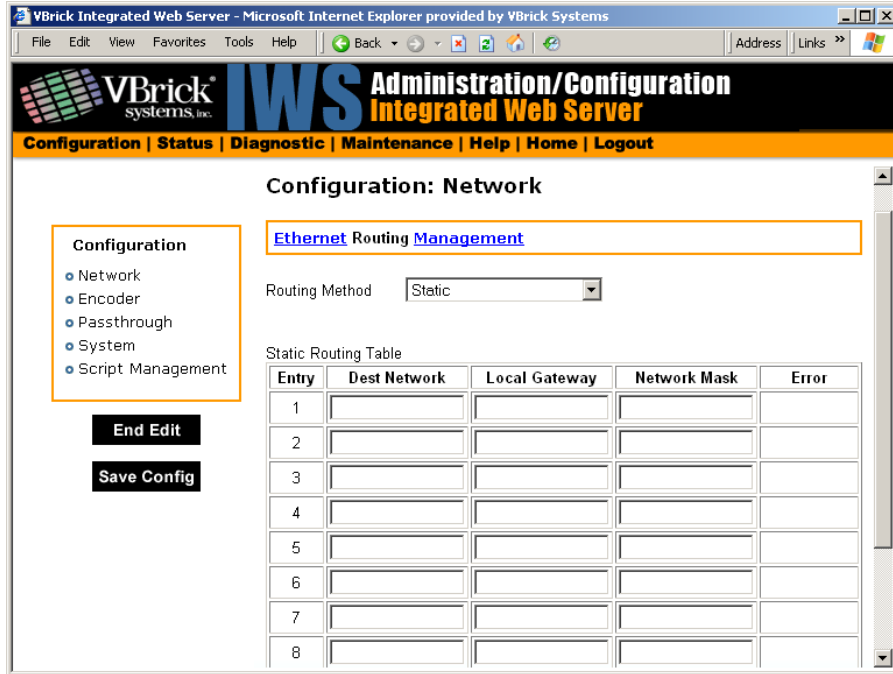 VBrick Integrated Web Server - Microsoft Internet Explorer provided by VBrick Systems
File Edit View Favorites Tools Help Back Address Links »
VBrick systems, inc. IWS Administration/Configuration
Integrated Web Server
Configuration | Status | Diagnostic | Maintenance | Help | Home | Logout
Configuration: Network
Ethernet Routing Management
Configuration
Network
Encoder
Passthrough
System
Script Management
End Edit
Save Config
Routing Method Static
Static Routing Table
Entry Dest Network Local Gateway Network Mask Error
1
2
3
4
5
6
7
8